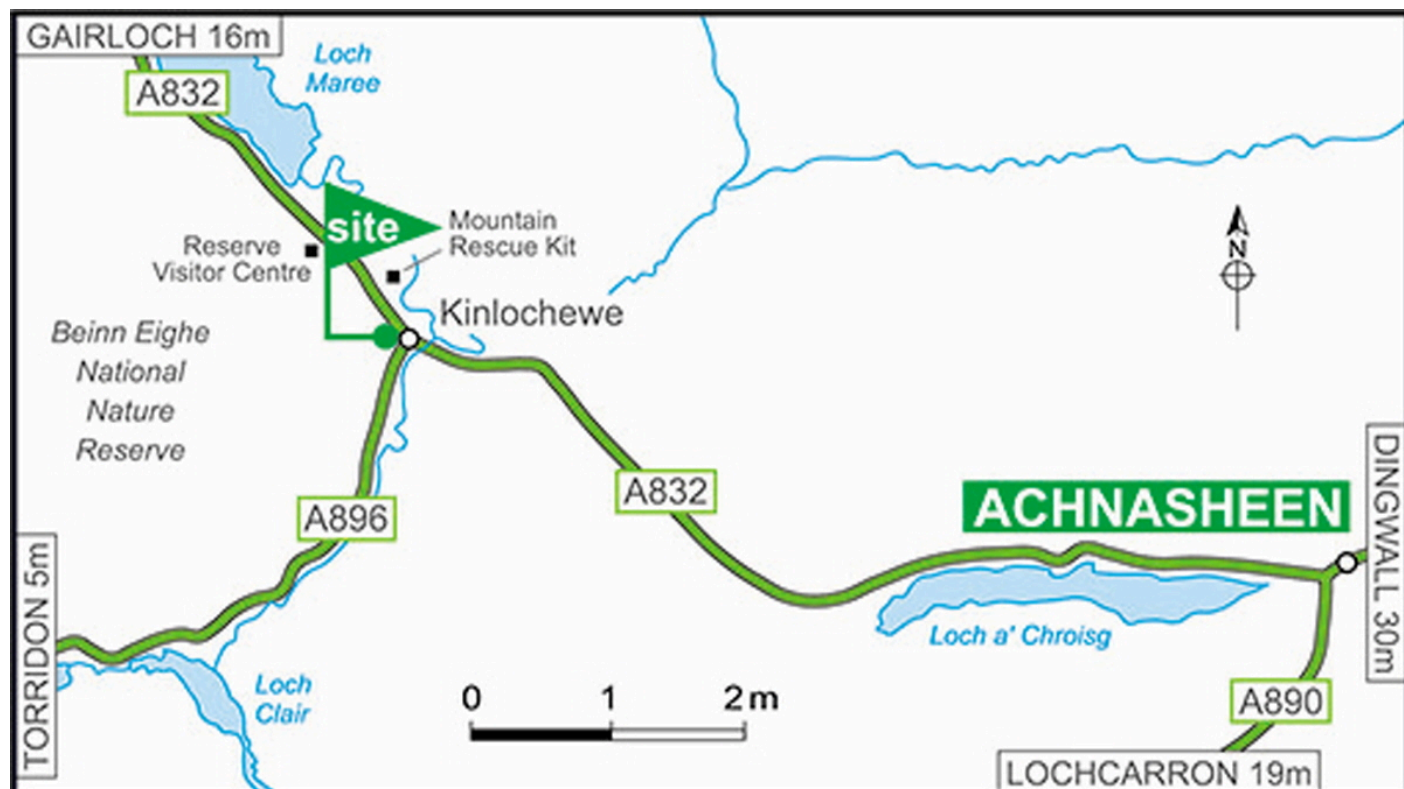 GAIRLOCH 16m
Loch
Maree
A832
site
Mountain
Rescue Kit
Reserve
Visitor Centre
N
Kinlochewe
Beinn Eighe
National
Nature
Reserve
A832
ACHNASHEEN
A896
DINGWALL 30m
TORRIDON 5m
Loch a' Chroisg
Loch
Clair
0 1 2 m
A890
LOCHCARRON 19m